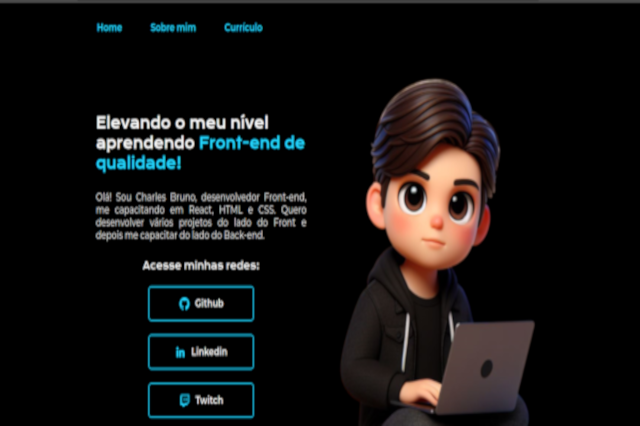 Home
Sobre mim
Currículo
Elevando o meu nível
aprendendo Front-end de
qualidade!
Olá! Sou Charles Bruno, desenvolvedor Front-end,
me capacitando em React, HTML e CSS. Quero
desenvolver vários projetos do lado do Front e
depois me capacitar do lado do Back-end.
Acesse minhas redes:
Github
Linkedin
Twitch